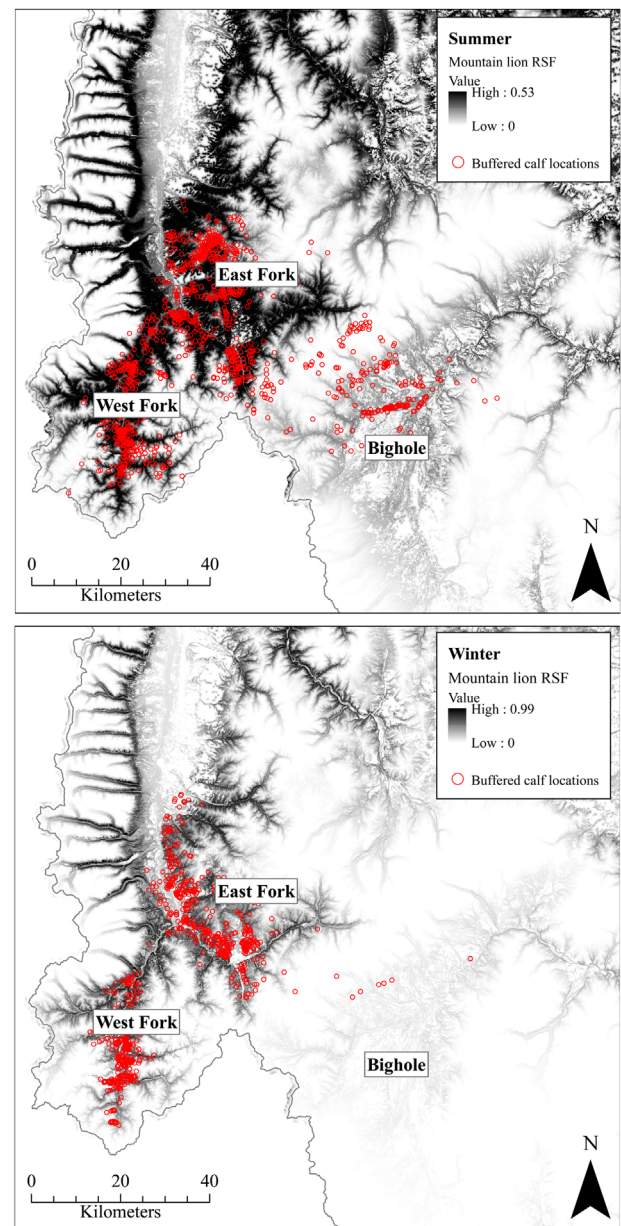 Summer
Mountain lion RSF
Value
High : 0.53
Low : 0
Buffered calf locations
East Fork
West Fork
Bighole
N
0 20 40
Kilometers
Winter
Mountain lion RSF
Value
High : 0.99
Low : 0
Buffered calf locations
East Fork
West Fork
Bighole
N
0 20 40
Kilometers